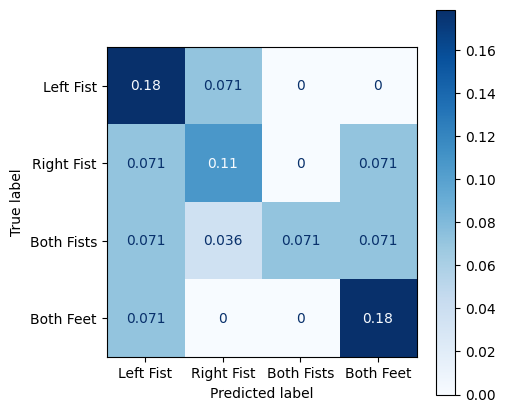 Left Fist 0.18 0.071 0 0
Right Fist 0.071 0.11 0 0.071
Both Fists 0.071 0.036 0.071 0.071
Both Feet 0.071 0 0 0.18
Left Fist Right Fist Both Fists Both Feet
Predicted label
True label
0.16
0.14
0.12
0.10
0.08
0.06
0.04
0.02
0.00